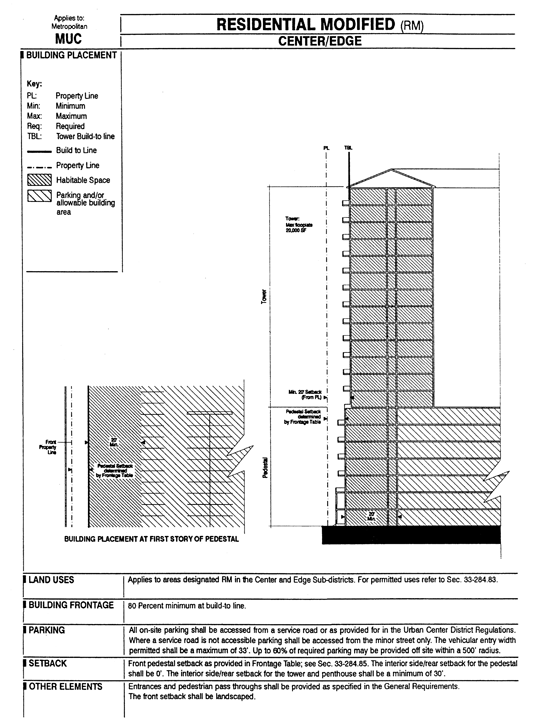 Applies to:
Metropolitan
MUC
RESIDENTIAL MODIFIED (RM)
CENTER/EDGE
BUILDING PLACEMENT
Key:
PL: Property Line
Min: Minimum
Max: Maximum
Req: Required
TBL: Tower Build-to line
Build to Line
Property Line
Habitable Space
Parking and/or
allowable building
area
PL
TBL
Tower:
Max floorplate
20,000 SF
Tower
Min. 20' Setback
(From PL)
Pedestal Setback
determined
by Frontage Table
Pedestal
20'
Min.
Front
Property
Line
20'
Min.
Pedestal Setback
determined
by Frontage Table
BUILDING PLACEMENT AT FIRST STORY OF PEDESTAL
LAND USES
Applies to areas designated RM in the Center and Edge Sub-districts. For permitted uses refer to Sec. 33-284.83.
BUILDING FRONTAGE
80 Percent minimum at build-to line.
PARKING
All on-site parking shall be accessed from a service road or as provided for in the Urban Center District Regulations.
Where a service road is not accessible parking shall be accessed from the minor street only. The vehicular entry width
permitted shall be a maximum of 33'. Up to 60% of required parking may be provided off site within a 500' radius.
SETBACK
Front pedestal setback as provided in Frontage Table; see Sec. 33-284.85. The interior side/rear setback for the pedestal
shall be 0'. The interior side/rear setback for the tower and penthouse shall be a minimum of 30'.
OTHER ELEMENTS
Entrances and pedestrian pass throughs shall be provided as specified in the General Requirements.
The front setback shall be landscaped.